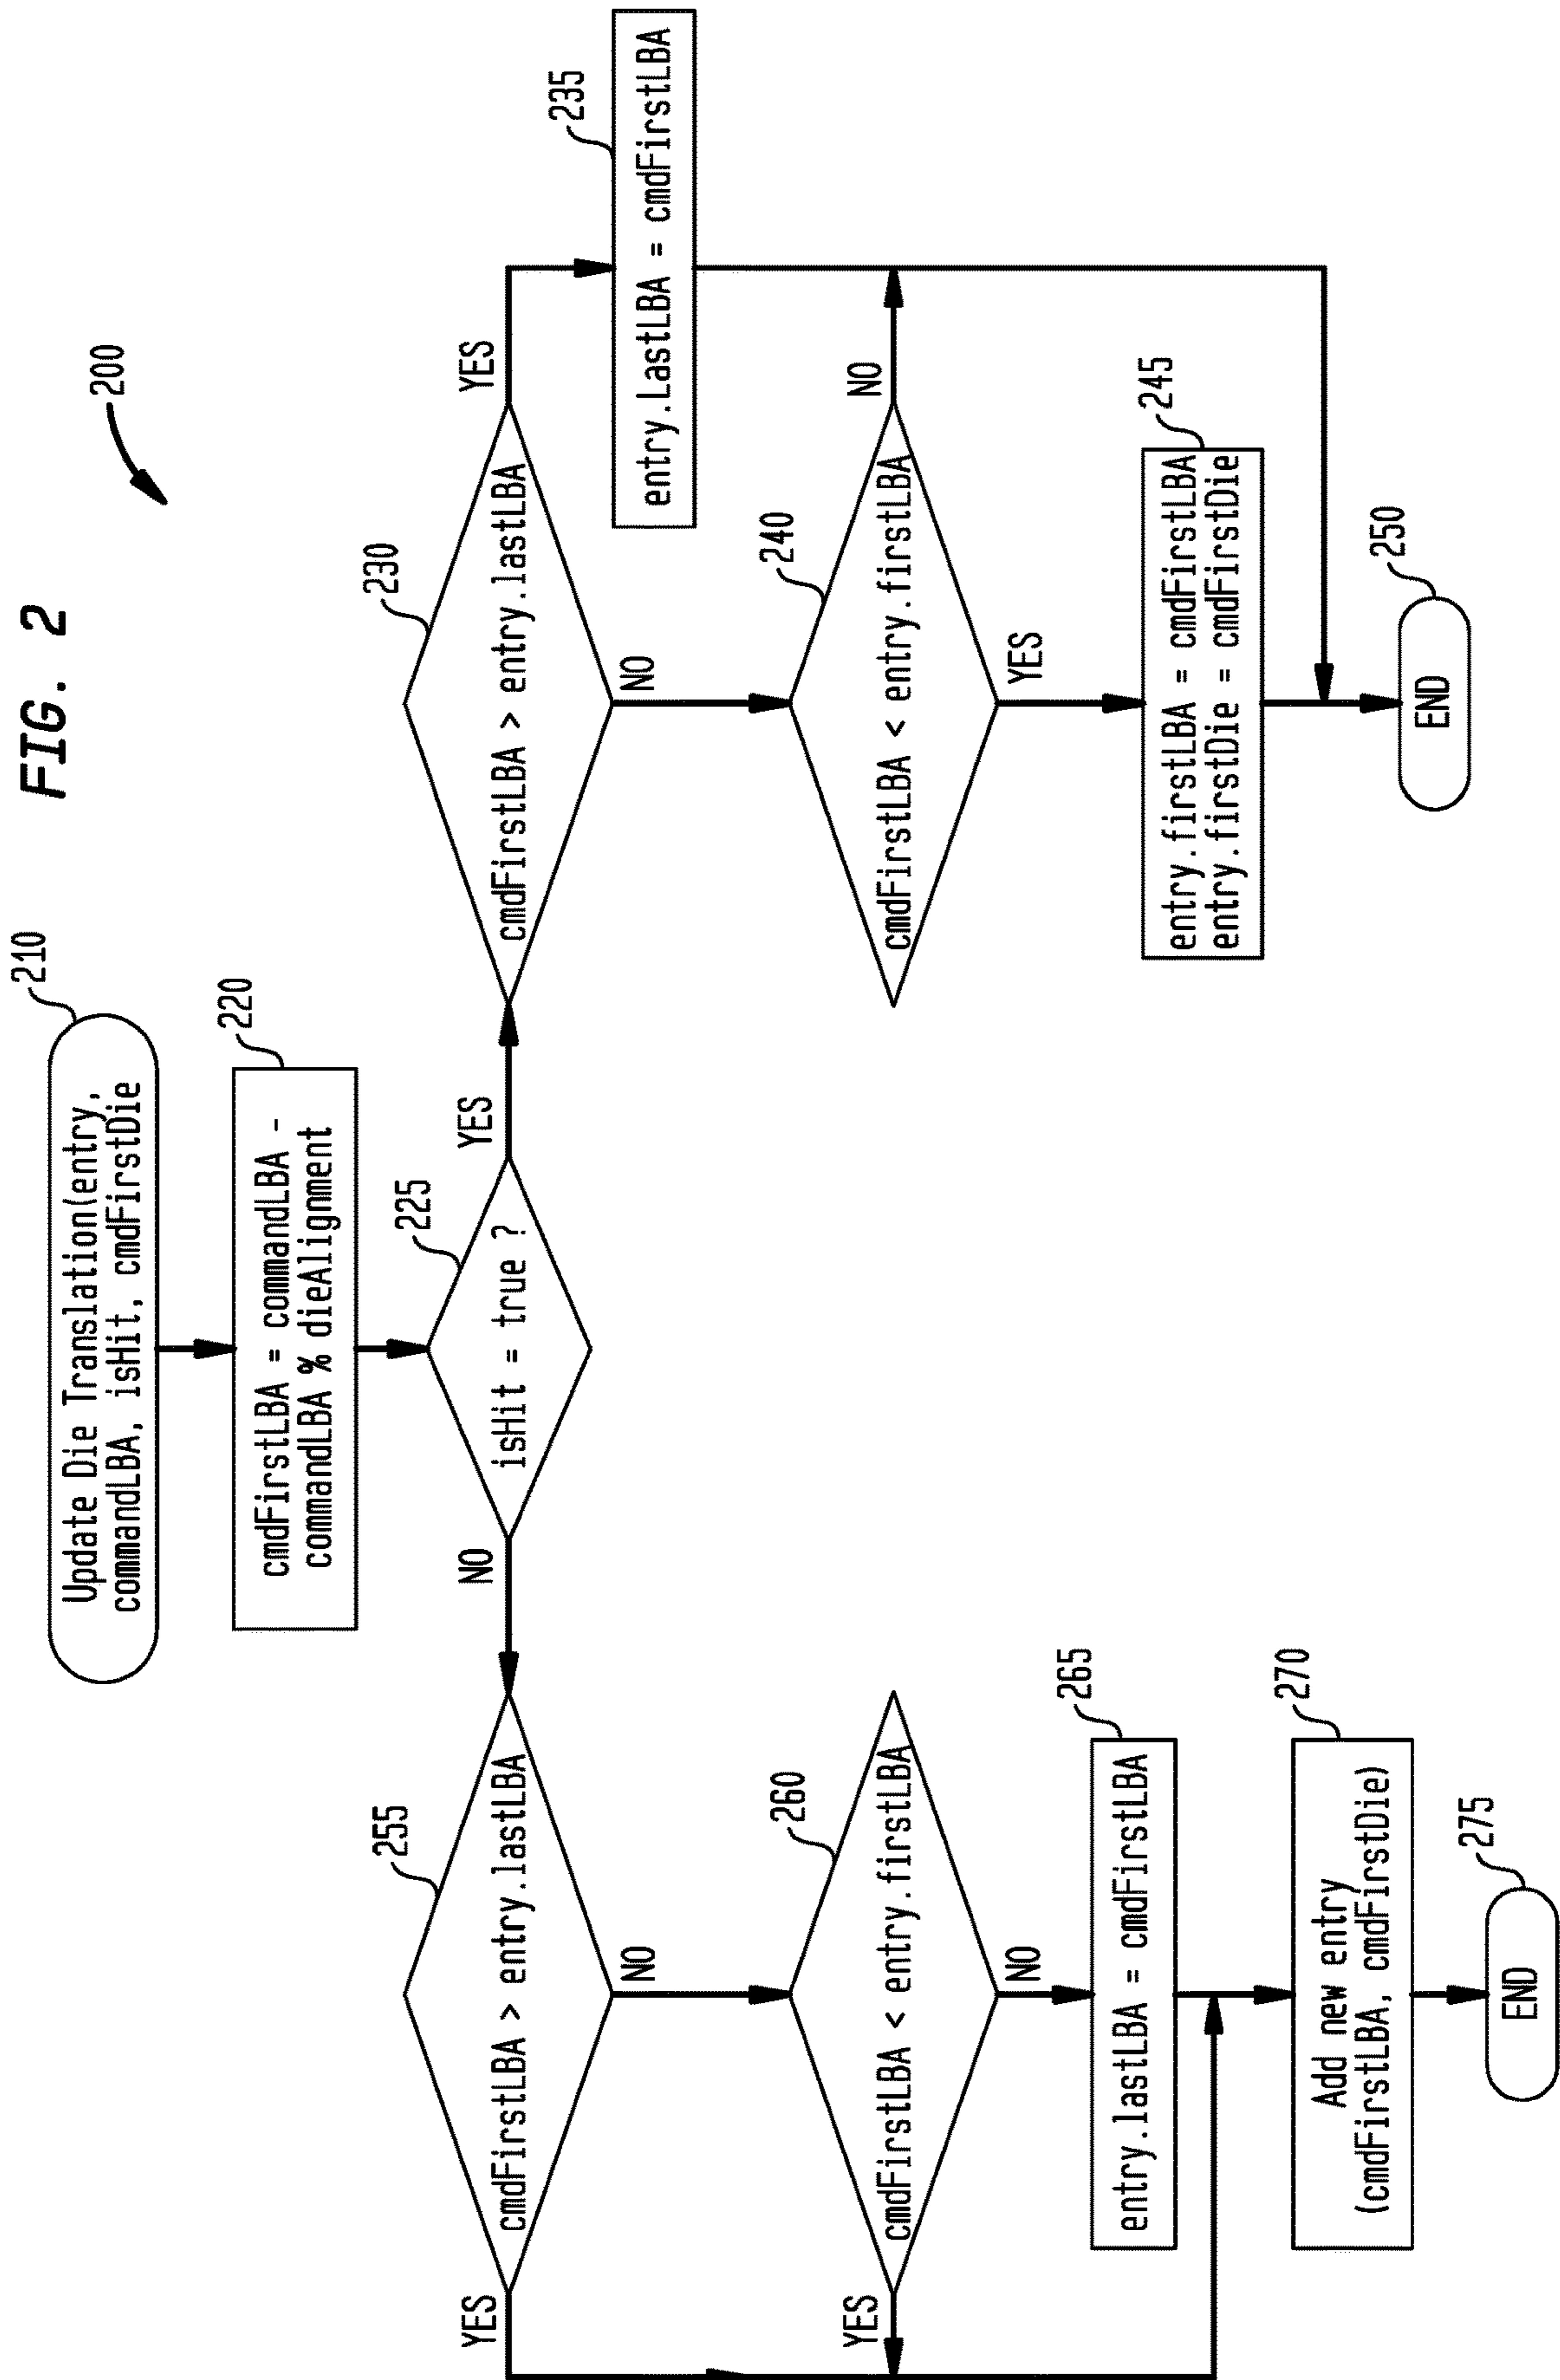 FIG. 2
200
210
Update Die Translation(entry,
commandLBA, isHit, cmdFirstDie
220
cmdFirstLBA = commandLBA -
commandLBA % dieAlignment
225
isHit = true ?
NO
YES
255
cmdFirstLBA > entry.lastLBA
YES
NO
260
cmdFirstLBA < entry.firstLBA
YES
NO
265
entry.lastLBA = cmdFirstLBA
270
Add new entry
(cmdFirstLBA, cmdFirstDie)
275
END
230
cmdFirstLBA > entry.lastLBA
YES
NO
235
entry.LastLBA = cmdFirstLBA
240
cmdFirstLBA < entry.firstLBA
NO
YES
245
entry.firstLBA = cmdFirstLBA
entry.firstDie = cmdFirstDie
250
END